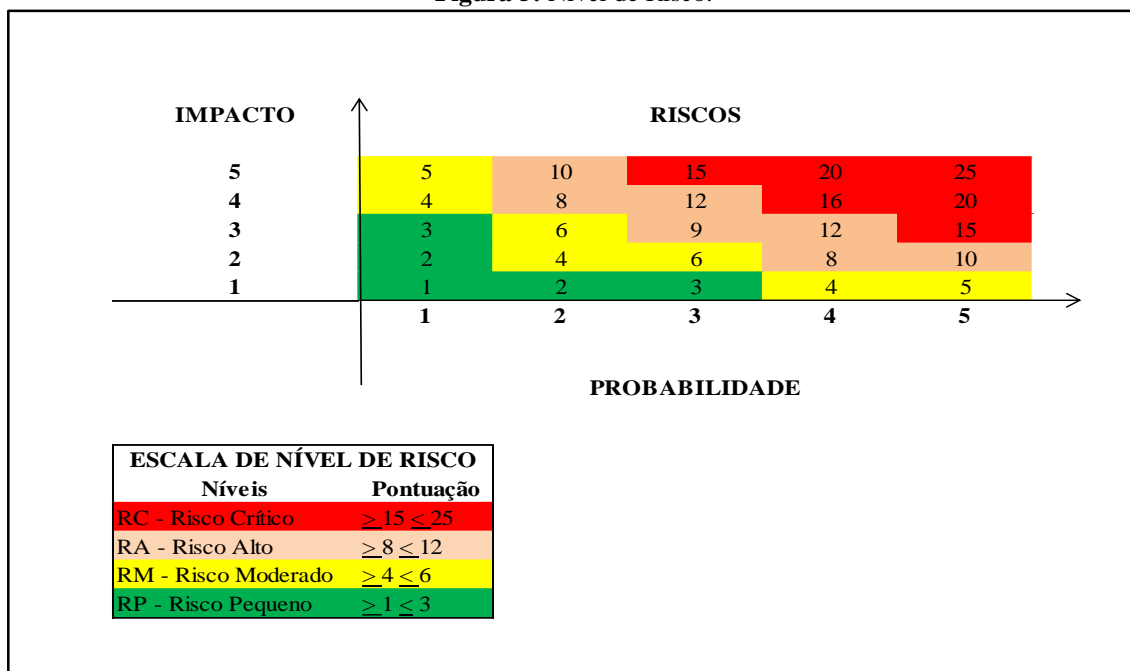 IMPACTO RISCOS
5 5 10 15 20 25
4 4 8 12 16 20
3 3 6 9 12 15
2 2 4 6 8 10
1 1 2 3 4 5
1 2 3 4 5
PROBABILIDADE
ESCALA DE NÍVEL DE RISCO
Níveis Pontuação
RC - Risco Crítico ≥ 15 ≤ 25
RA - Risco Alto ≥ 8 ≤ 12
RM - Risco Moderado ≥ 4 ≤ 6
RP - Risco Pequeno ≥ 1 ≤ 3